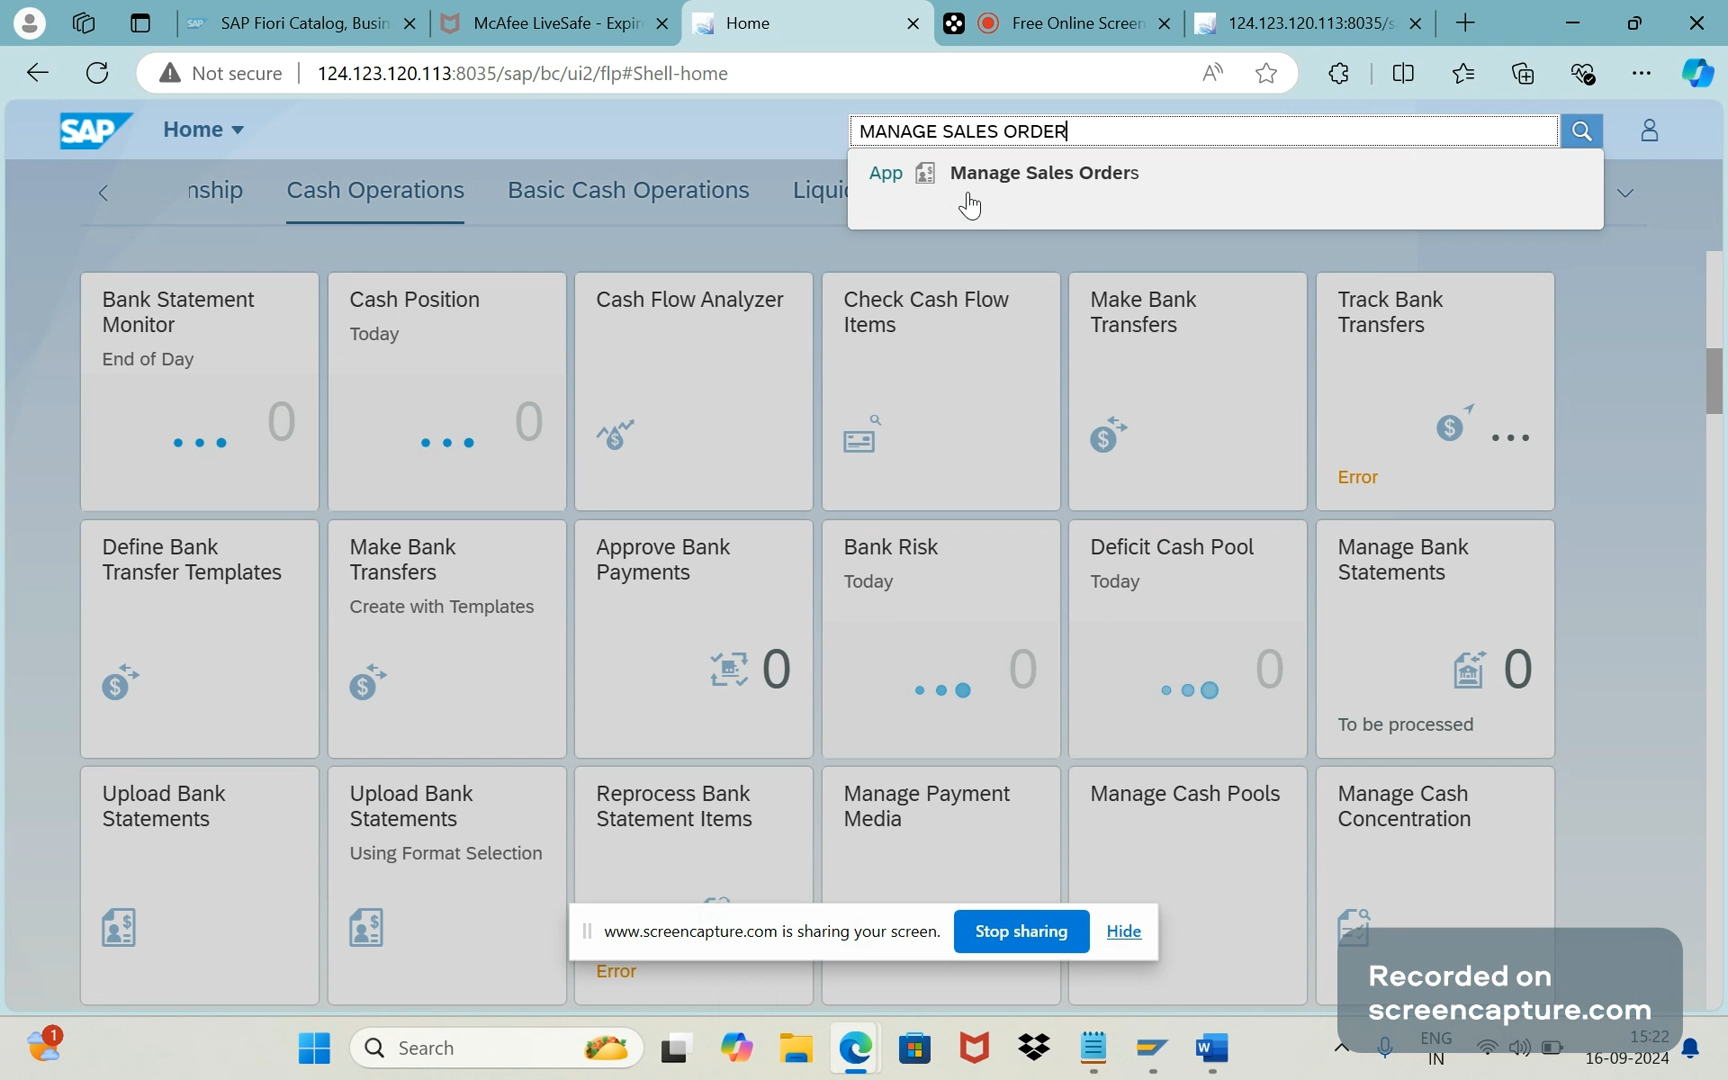 SAP Fiori Catalog, Busin
McAfee LiveSafe - Expir
Home
Free Online Screen
124.123.120.113:8035/s
Not secure
124.123.120.113:8035/sap/bc/ui2/flp#Shell-home
SAP
Home
MANAGE SALES ORDER
App Manage Sales Orders
nship
Cash Operations
Basic Cash Operations
Liqui
Bank Statement
Monitor
End of Day
0
Cash Position
Today
0
Cash Flow Analyzer
Check Cash Flow
Items
Make Bank
Transfers
Track Bank
Transfers
...
Error
Define Bank
Transfer Templates
Make Bank
Transfers
Create with Templates
Approve Bank
Payments
0
Bank Risk
Today
0
Deficit Cash Pool
Today
0
Manage Bank
Statements
0
To be processed
Upload Bank
Statements
Upload Bank
Statements
Using Format Selection
Reprocess Bank
Statement Items
Error
Manage Payment
Media
Manage Cash Pools
Manage Cash
Concentration
www.screencapture.com is sharing your screen.
Stop sharing
Hide
Recorded on
screencapture.com
1
Search
ENG
IN
15:22
16-09-2024